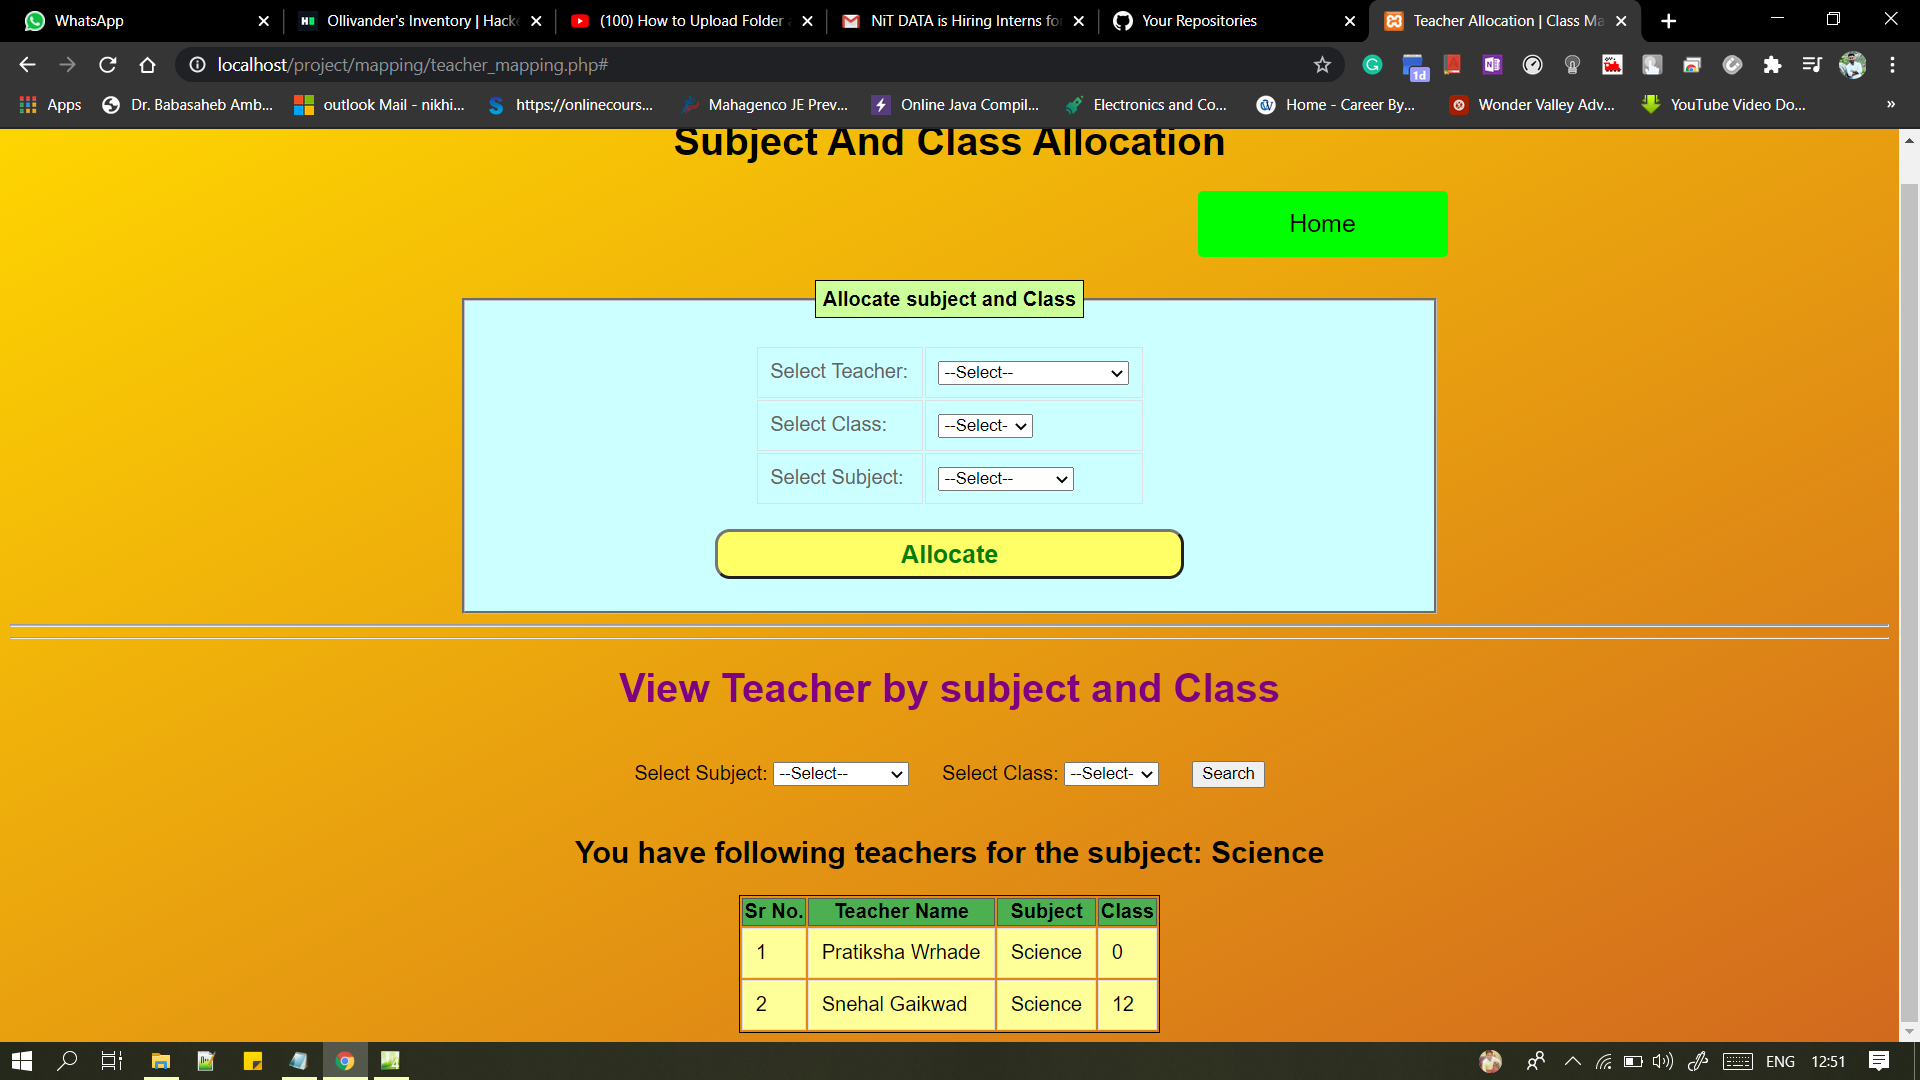 WhatsApp
Ollivander's Inventory | Hacke
(100) How to Upload Folder a
NiT DATA is Hiring Interns fo
Your Repositories
Teacher Allocation | Class Ma
localhost/project/mapping/teacher_mapping.php#
1d
Apps
Dr. Babasaheb Amb...
outlook Mail - nikhi...
https://onlinecours...
Mahagenco JE Prev...
Online Java Compil...
Electronics and Co...
Home - Career By...
Wonder Valley Adv...
YouTube Video Do...
»
Subject And Class Allocation
Home
Allocate subject and Class
Select Teacher: --Select--
Select Class: --Select-
Select Subject: --Select--
Allocate
View Teacher by subject and Class
Select Subject: --Select-- Select Class: --Select- Search
You have following teachers for the subject: Science
Sr No. Teacher Name Subject Class
1 Pratiksha Wrhade Science 0
2 Snehal Gaikwad Science 12
ENG 12:51